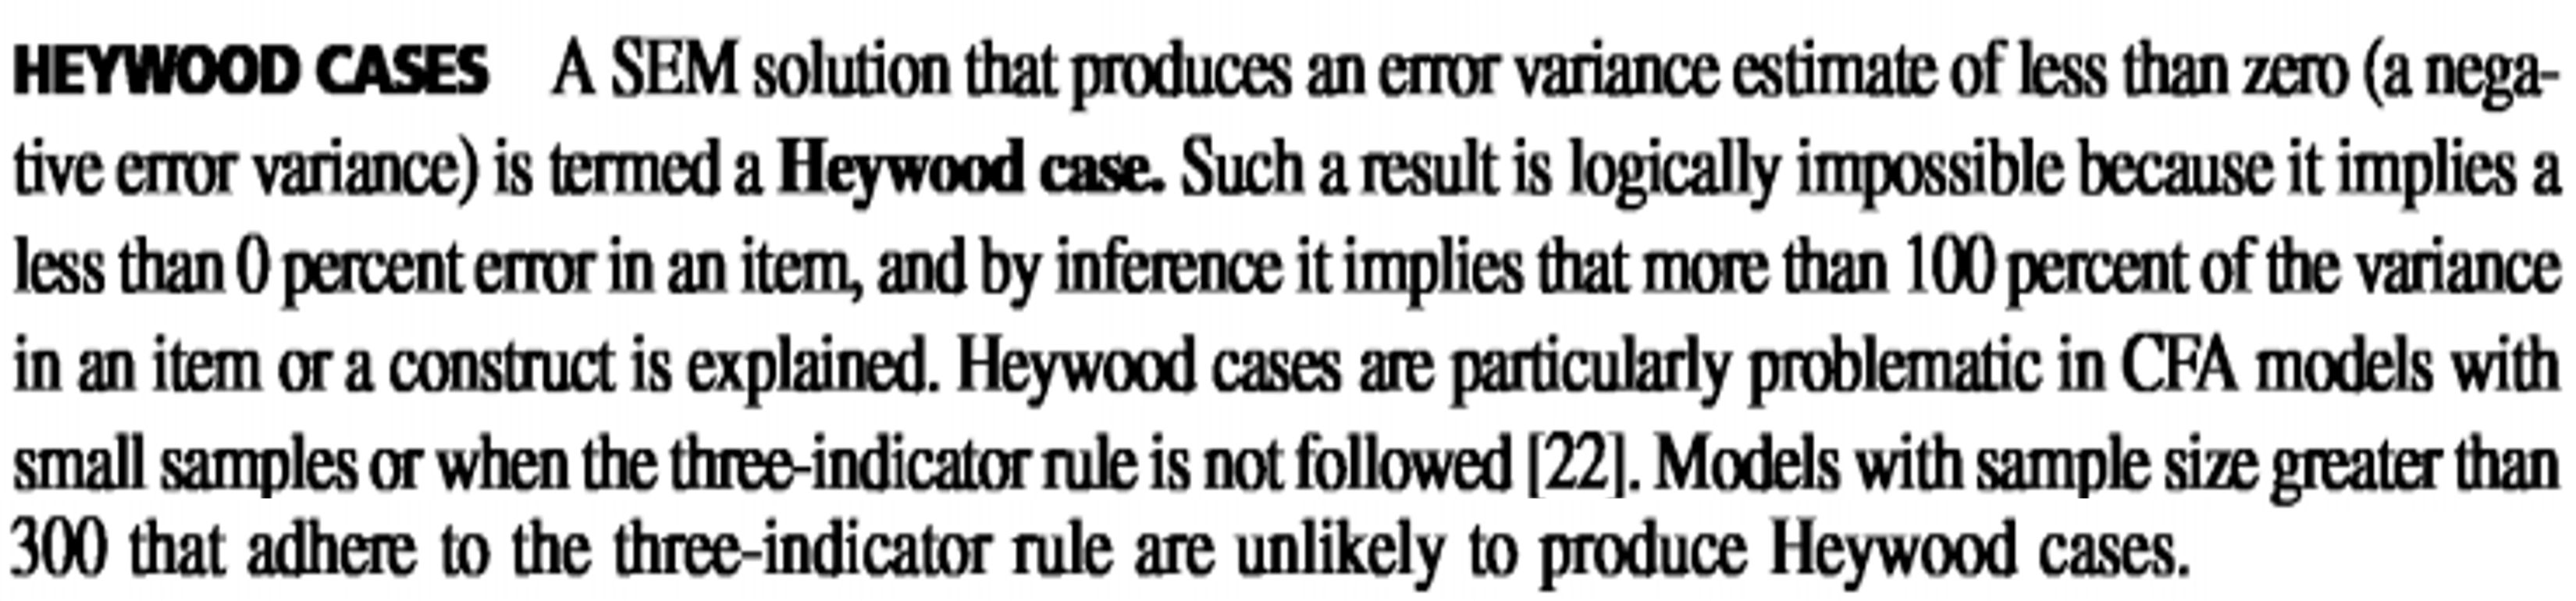 HEYWOOD CASES A SEM solution that produces an error variance estimate of less than zero (a nega-
tive error variance) is termed a Heywood case. Such a result is logically impossible because it implies a
less than 0 percent error in an item, and by inference it implies that more than 100 percent of the variance
in an item or a construct is explained. Heywood cases are particularly problematic in CFA models with
small samples or when the three-indicator rule is not followed [22]. Models with sample size greater than
300 that adhere to the three-indicator rule are unlikely to produce Heywood cases.